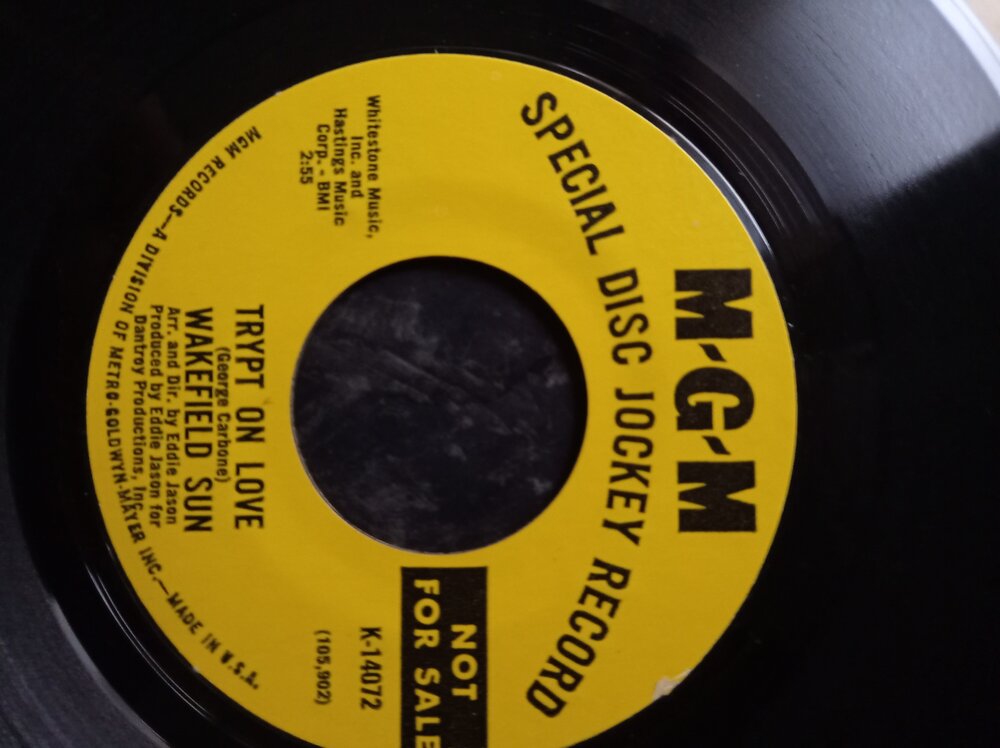 M-G-M
SPECIAL DISC JOCKEY RECORD
NOT
FOR SALE
Whitestone Music,
Inc. and
Hastings Music
Corp. - BMI
2:55
K-14072
(105,902)
TRYPT ON LOVE
(George Carbone)
WAKEFIELD SUN
Arr. and Dir. by Eddie Jason
Produced by Eddie Jason for
Dantroy Productions, Inc.
MGM RECORDS—A DIVISION OF METRO-GOLDWYN-MAYER INC.—MADE IN U.S.A.